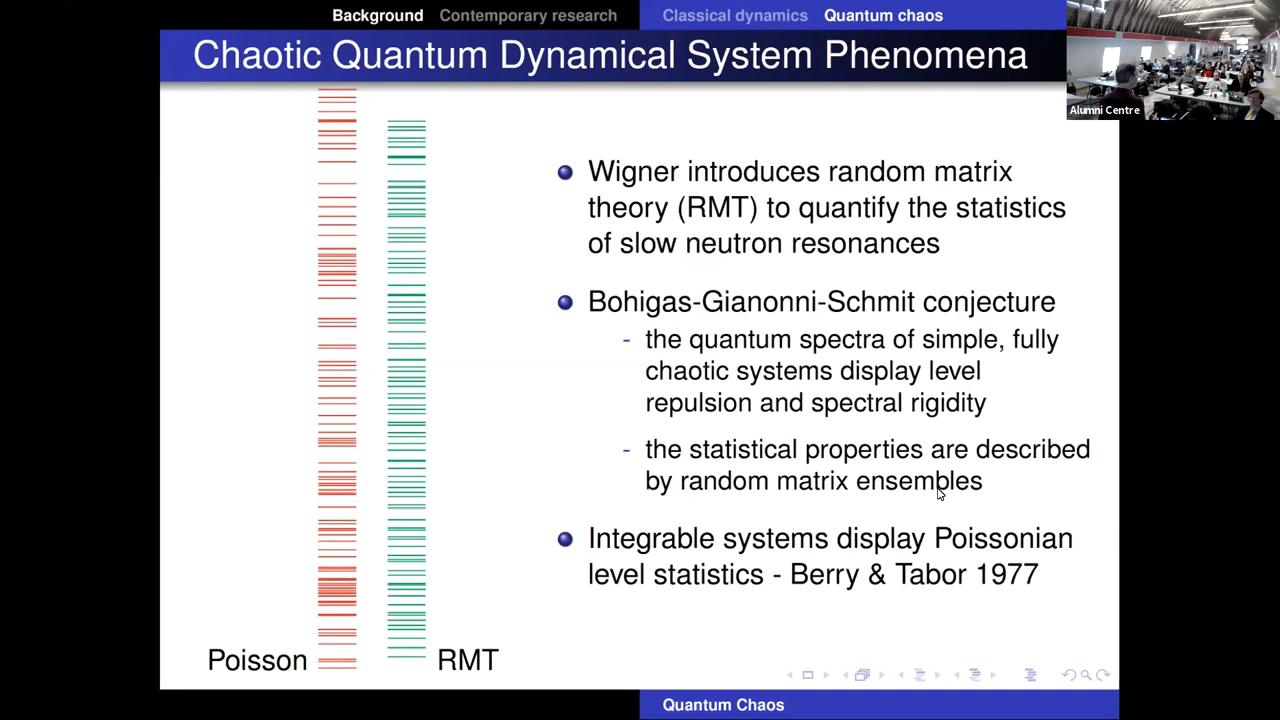 Background Contemporary research Classical dynamics Quantum chaos
Chaotic Quantum Dynamical System Phenomena
Alumni Centre
Wigner introduces random matrix
theory (RMT) to quantify the statistics
of slow neutron resonances
Bohigas-Gianonni-Schmit conjecture
- the quantum spectra of simple, fully
chaotic systems display level
repulsion and spectral rigidity
- the statistical properties are described
by random matrix ensembles
Integrable systems display Poissonian
level statistics - Berry & Tabor 1977
Poisson RMT
Quantum Chaos